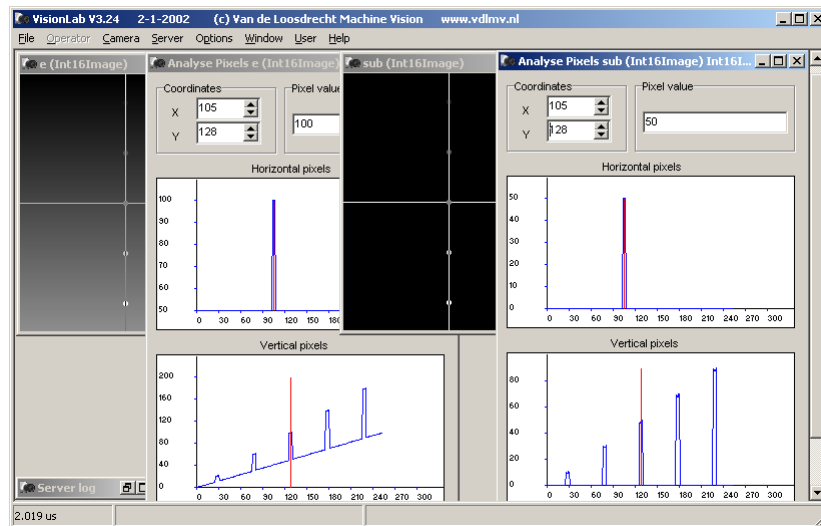 VisionLab V3.24 2-1-2002 (c) Van de Loosdrecht Machine Vision www.vdlmv.nl
File Operator Camera Server Options Window User Help
e (Int16Image)
Analyse Pixels e (Int16Image)
sub (Int16Image)
Analyse Pixels sub (Int16Image) Int16I...
Coordinates
X 105
Y 128
Pixel value
100
Horizontal pixels
100
90
80
70
60
50
0 30 60 90 120 150 180
Vertical pixels
200
160
120
80
40
0
0 30 60 90 120 150 180 210 240 270 300
Coordinates
X 105
Y 128
Pixel value
50
Horizontal pixels
50
40
30
20
10
0
0 30 60 90 120 150 180 210 240 270 300
Vertical pixels
80
60
40
20
0
0 30 60 90 120 150 180 210 240 270 300
Server log
2.019 us